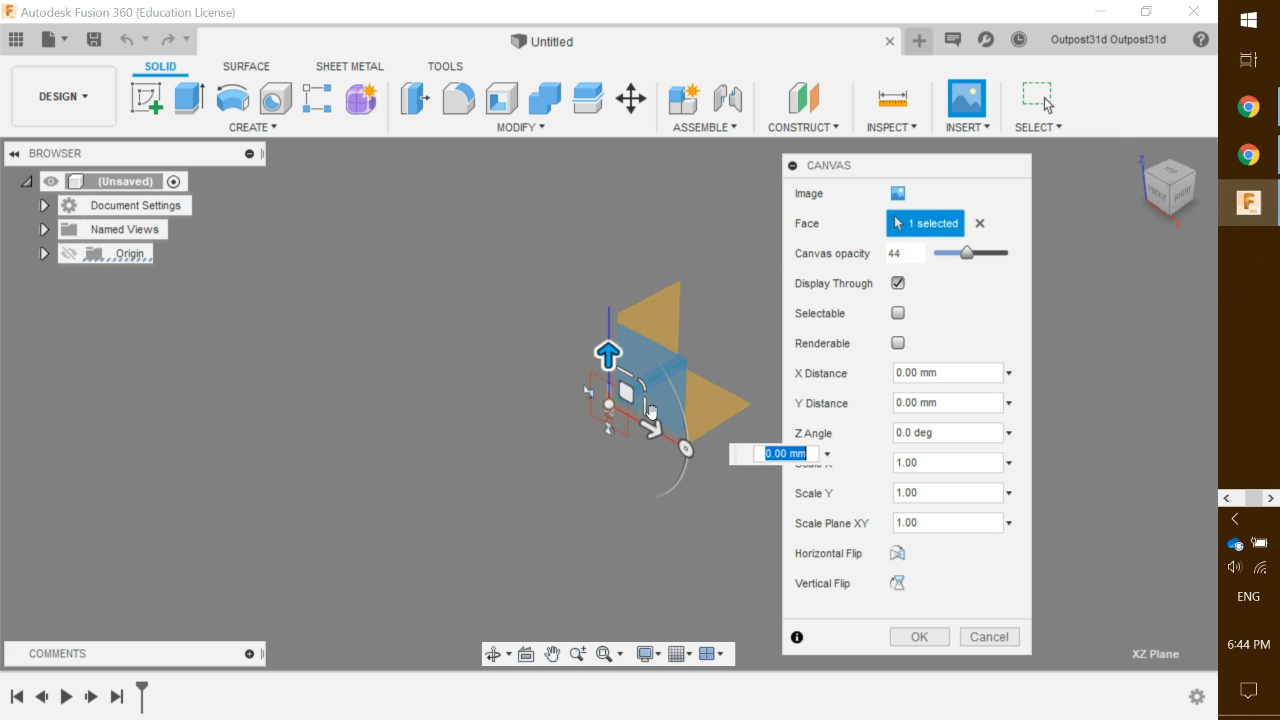 Autodesk Fusion 360 (Education License)
Untitled
Outpost31d Outpost31d
SOLID
SURFACE
SHEET METAL
TOOLS
DESIGN
CREATE
MODIFY
ASSEMBLE
CONSTRUCT
INSPECT
INSERT
SELECT
BROWSER
(Unsaved)
Document Settings
Named Views
Origin
CANVAS
Image
Face
1 selected
Canvas opacity
44
Display Through
Selectable
Renderable
X Distance
0.00 mm
Y Distance
0.00 mm
Z Angle
0.0 deg
0.00 mm
Scale X
1.00
Scale Y
1.00
Scale Plane XY
1.00
Horizontal Flip
Vertical Flip
OK
Cancel
Z
TOP
FRONT
RIGHT
X
COMMENTS
XZ Plane
ENG
6:44 PM